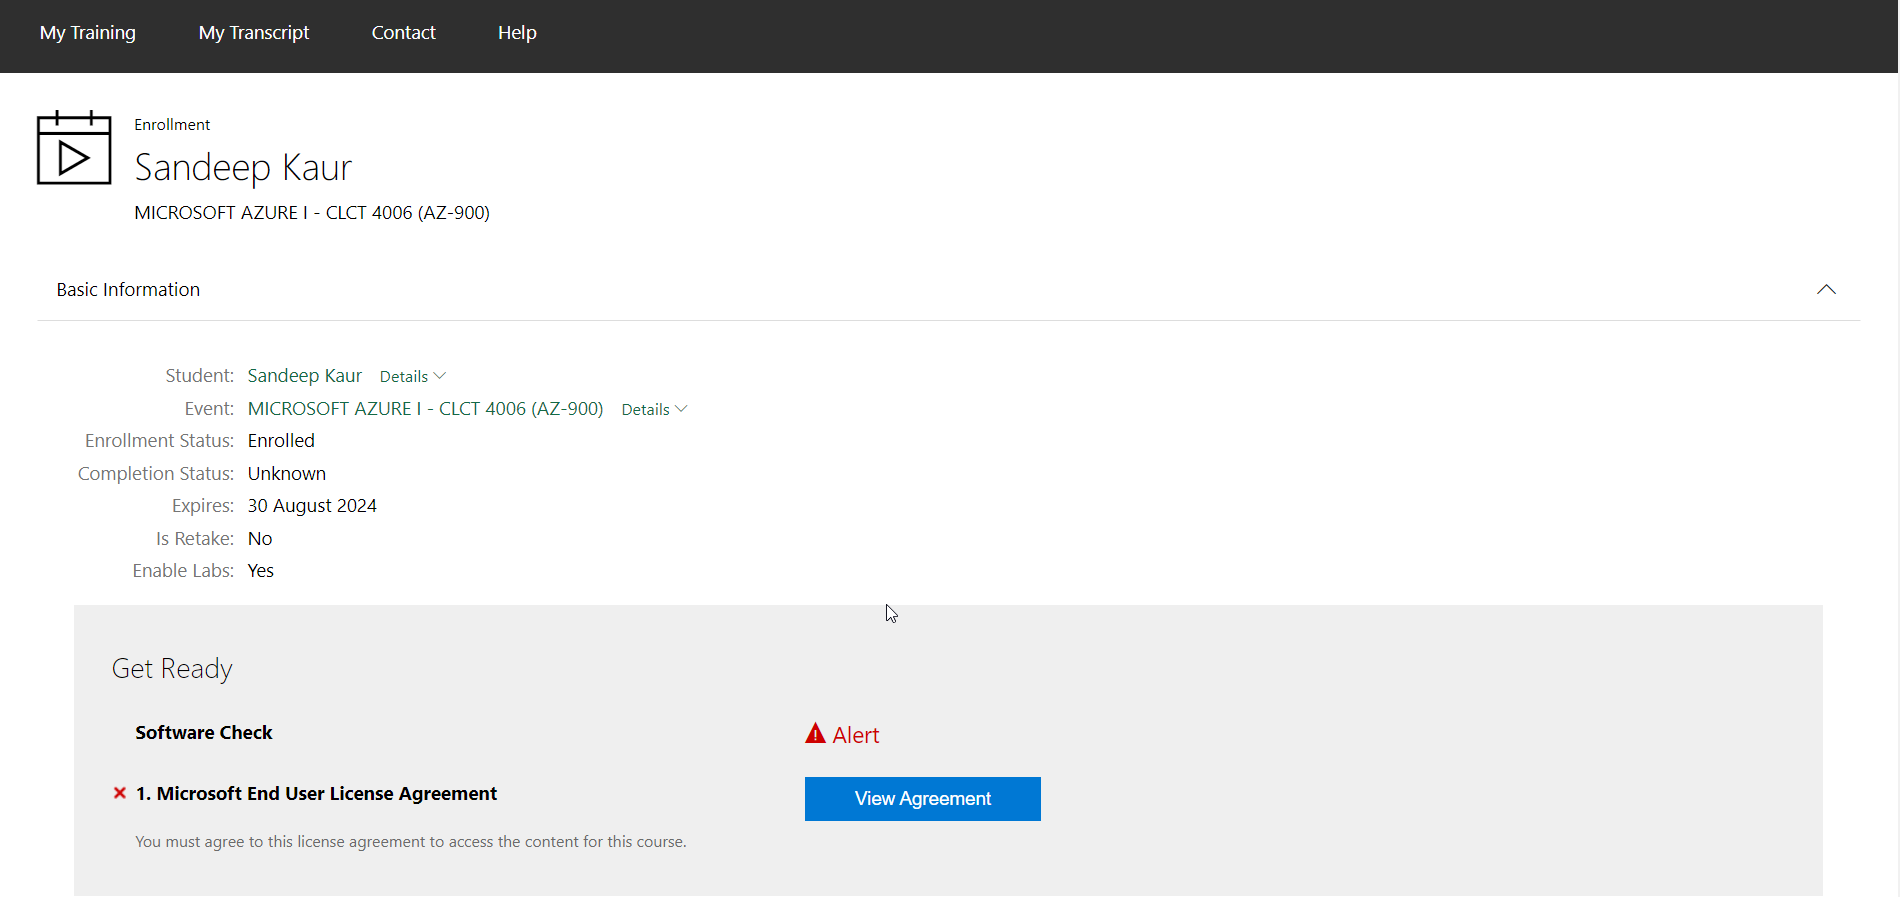 My Training My Transcript Contact Help
Enrollment
Sandeep Kaur
MICROSOFT AZURE I - CLCT 4006 (AZ-900)
Basic Information
Student: Sandeep Kaur Details
Event: MICROSOFT AZURE I - CLCT 4006 (AZ-900) Details
Enrollment Status: Enrolled
Completion Status: Unknown
Expires: 30 August 2024
Is Retake: No
Enable Labs: Yes
Get Ready
Software Check Alert
1. Microsoft End User License Agreement View Agreement
You must agree to this license agreement to access the content for this course.